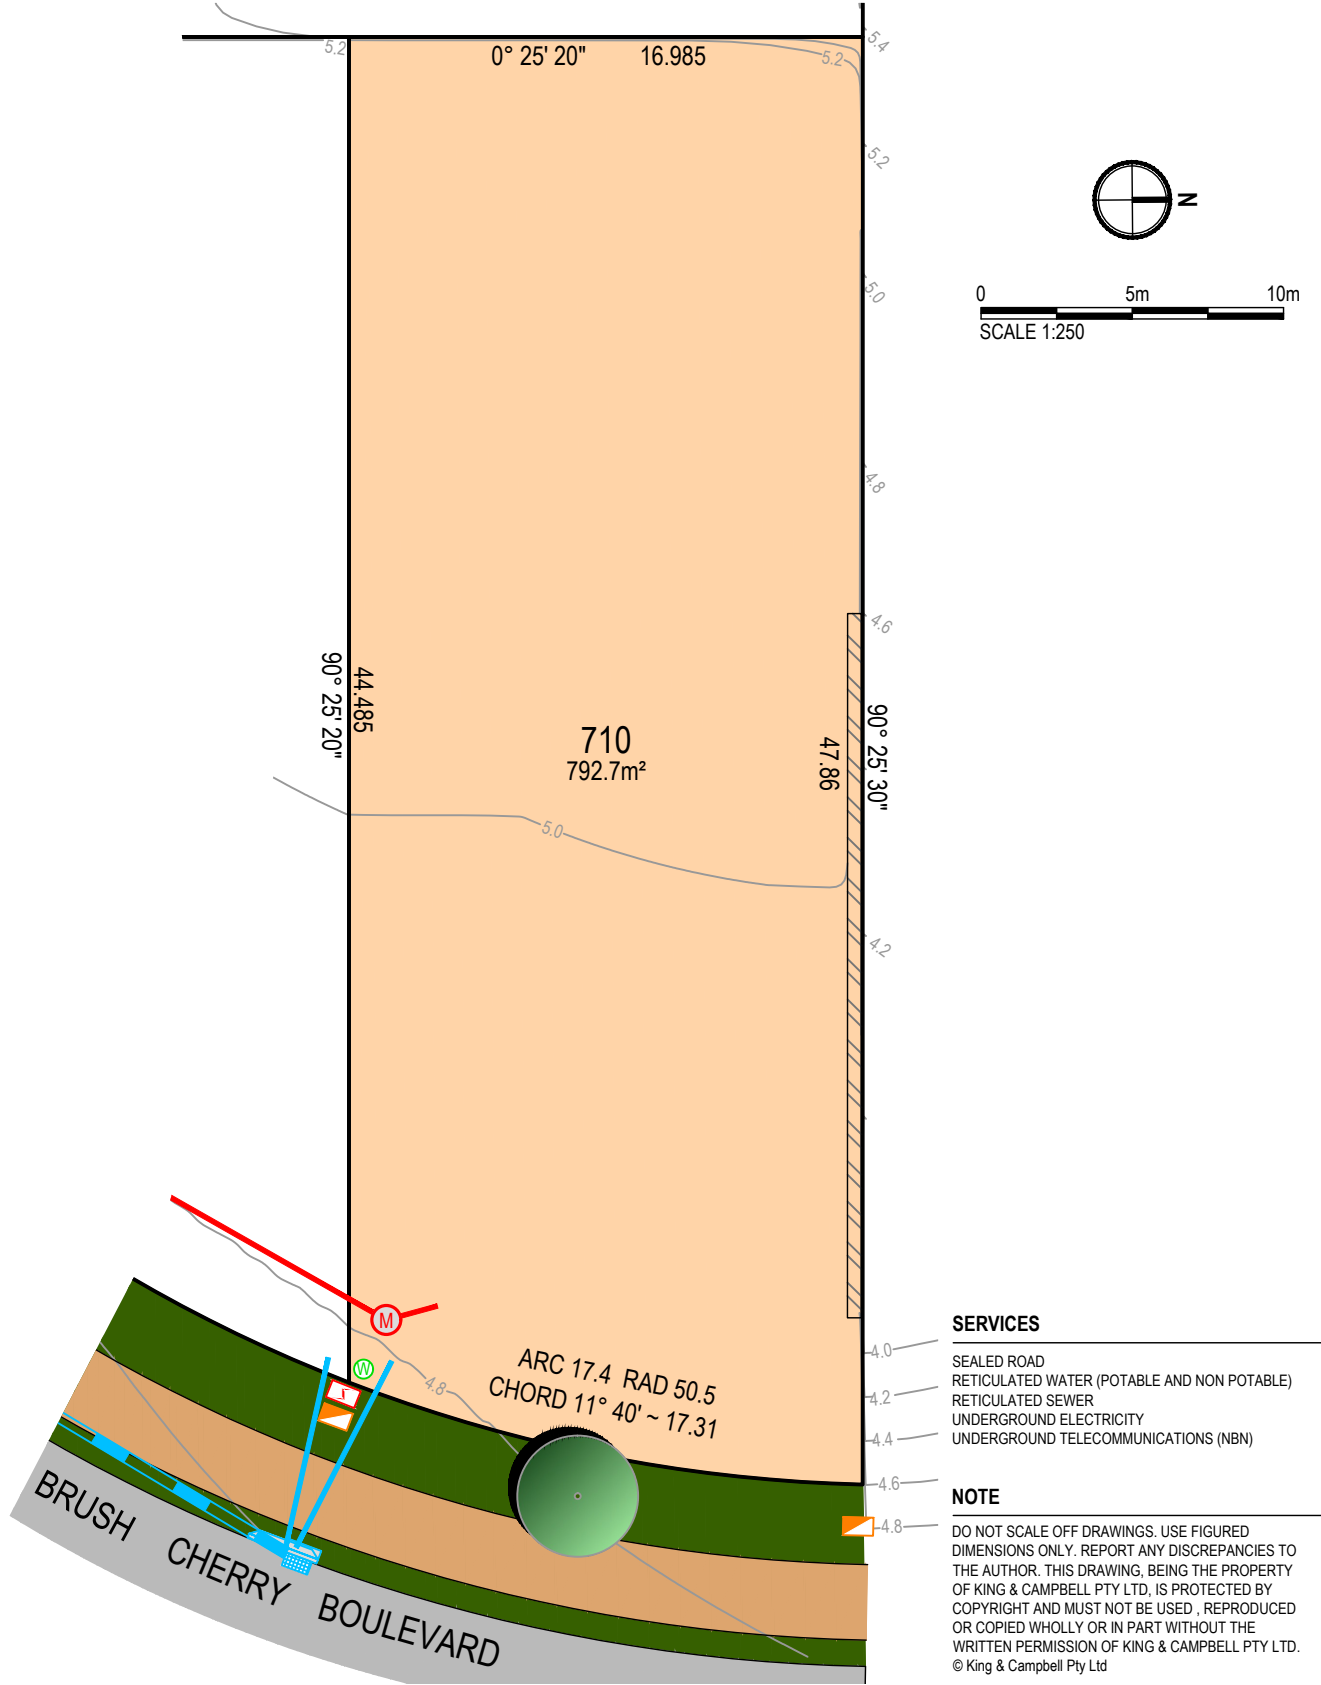 5.2
0° 25' 20" 16.985
5.2
5.4
5.2
5.0
4.8
4.6
4.2
N
0 5m 10m
SCALE 1:250
90° 25' 20"
44.485
710
792.7m²
47.86
90° 25' 30"
5.0
M
W
4.8
ARC 17.4 RAD 50.5
CHORD 11° 40' ~ 17.31
4.0
4.2
4.4
4.6
4.8
BRUSH CHERRY BOULEVARD
SERVICES
SEALED ROAD
RETICULATED WATER (POTABLE AND NON POTABLE)
RETICULATED SEWER
UNDERGROUND ELECTRICITY
UNDERGROUND TELECOMMUNICATIONS (NBN)
NOTE
DO NOT SCALE OFF DRAWINGS. USE FIGURED
DIMENSIONS ONLY. REPORT ANY DISCREPANCIES TO
THE AUTHOR. THIS DRAWING, BEING THE PROPERTY
OF KING & CAMPBELL PTY LTD, IS PROTECTED BY
COPYRIGHT AND MUST NOT BE USED , REPRODUCED
OR COPIED WHOLLY OR IN PART WITHOUT THE
WRITTEN PERMISSION OF KING & CAMPBELL PTY LTD.
© King & Campbell Pty Ltd